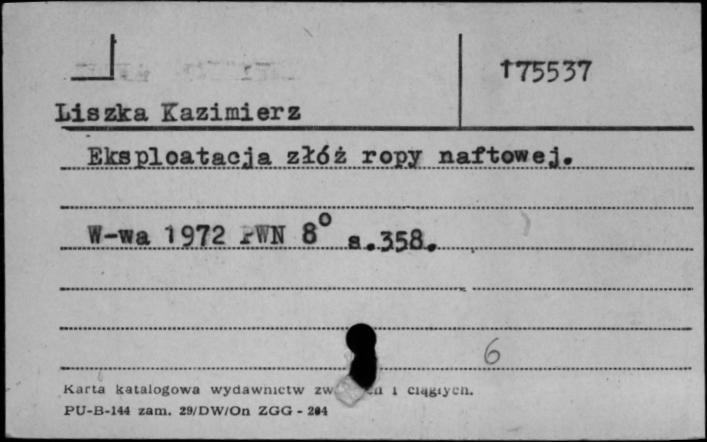 †75537
Liszka Kazimierz
Eksploatacja złóż ropy naftowej.
W-wa 1972 PWN 8° s.358.
6
Karta katalogowa wydawnictw i ciągłych.
PU-B-144 zam. 29/DW/On ZGG - 204